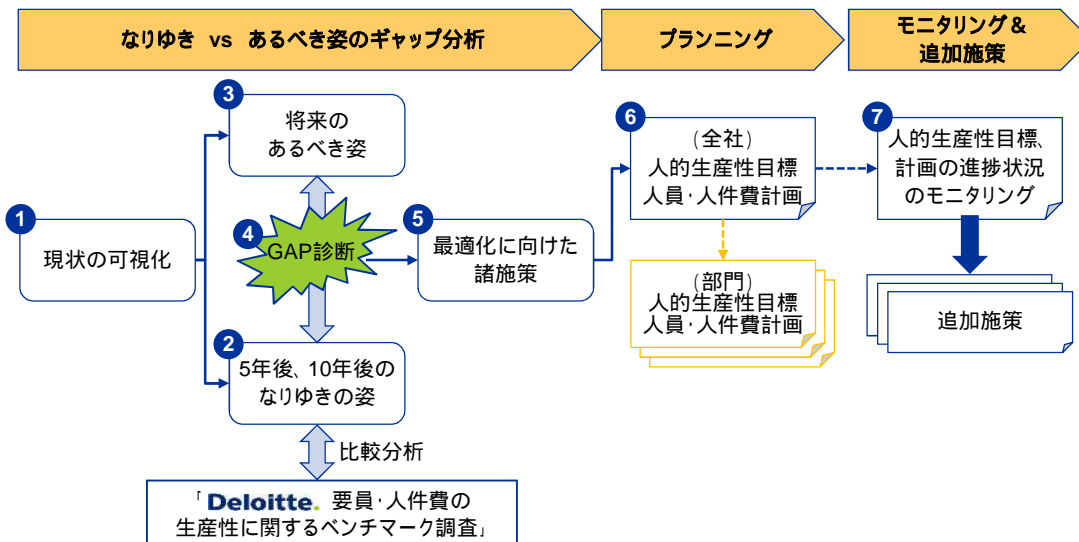 なりゆき vs あるべき姿のギャップ分析
プランニング
モニタリング＆
追加施策
1
現状の可視化
3
将来の
あるべき姿
4
GAP診断
2
5年後、10年後の
なりゆきの姿
比較分析
「Deloitte. 要員・人件費の
生産性に関するベンチマーク調査」
5
最適化に向けた
諸施策
6
(全社)
人的生産性目標
人員・人件費計画
(部門)
人的生産性目標
人員・人件費計画
7
人的生産性目標、
計画の進捗状況
のモニタリング
追加施策